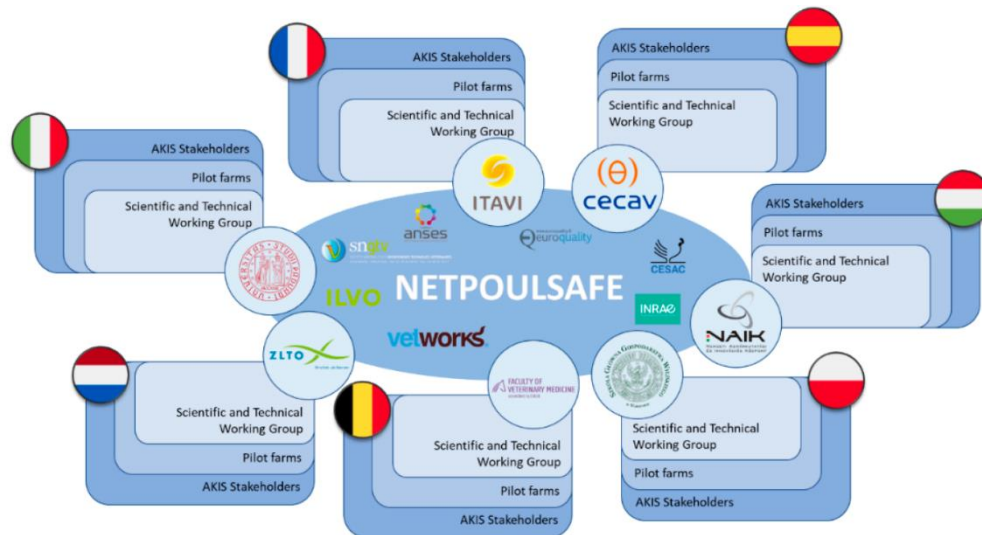 AKIS Stakeholders
Pilot farms
Scientific and Technical
Working Group
AKIS Stakeholders
Pilot farms
Scientific and Technical
Working Group
AKIS Stakeholders
Pilot farms
Scientific and Technical
Working Group
AKIS Stakeholders
Pilot farms
Scientific and Technical
Working Group
ITAVI
cecav
anses
sngtv
euroquality
CESAC
ILVO
NETPOULSAFE
INRAE
NAIK
vetworks
ZLTO
FACULTY OF
VETERINARY MEDICINE
Scientific and Technical
Working Group
Pilot farms
AKIS Stakeholders
Scientific and Technical
Working Group
Pilot farms
AKIS Stakeholders
Scientific and Technical
Working Group
Pilot farms
AKIS Stakeholders